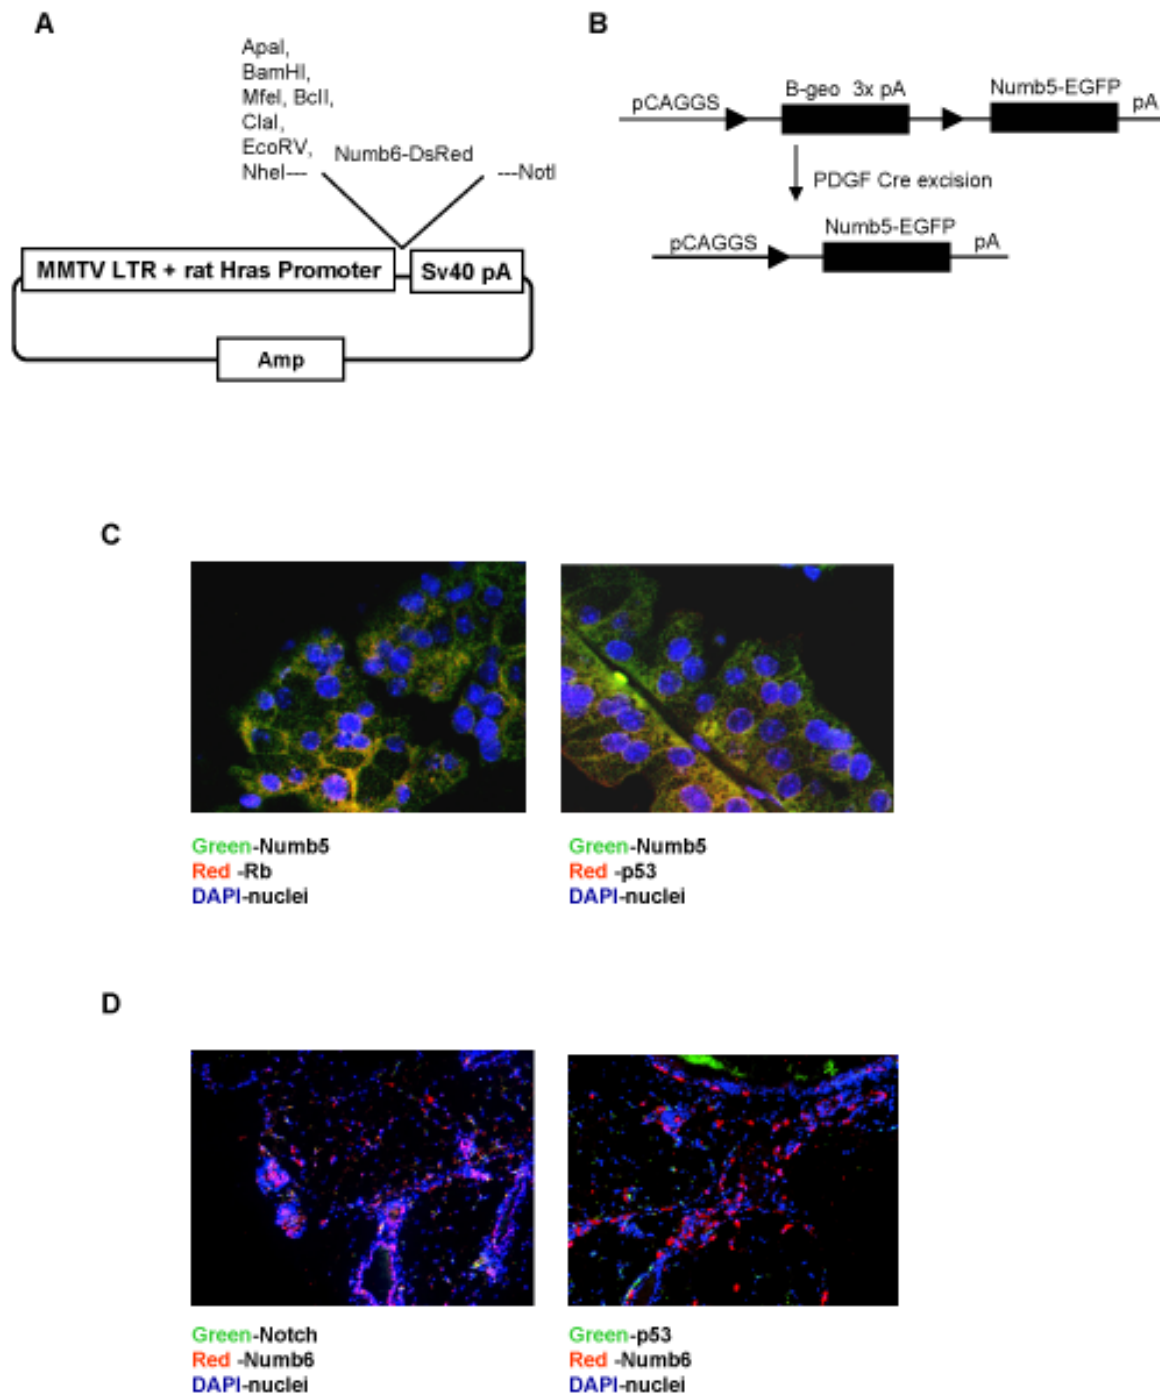 A
ApaI,
BamHI,
MfeI, BclI,
ClaI,
EcoRV,
NheI---
Numb6-DsRed
---NotI
MMTV LTR + rat Hras Promoter
Sv40 pA
Amp
B
pCAGGS
B-geo 3x pA
Numb5-EGFP
pA
PDGF Cre excision
pCAGGS
Numb5-EGFP
pA
C
Green-Numb5
Red -Rb
DAPI-nuclei
Green-Numb5
Red -p53
DAPI-nuclei
D
Green-Notch
Red -Numb6
DAPI-nuclei
Green-p53
Red -Numb6
DAPI-nuclei